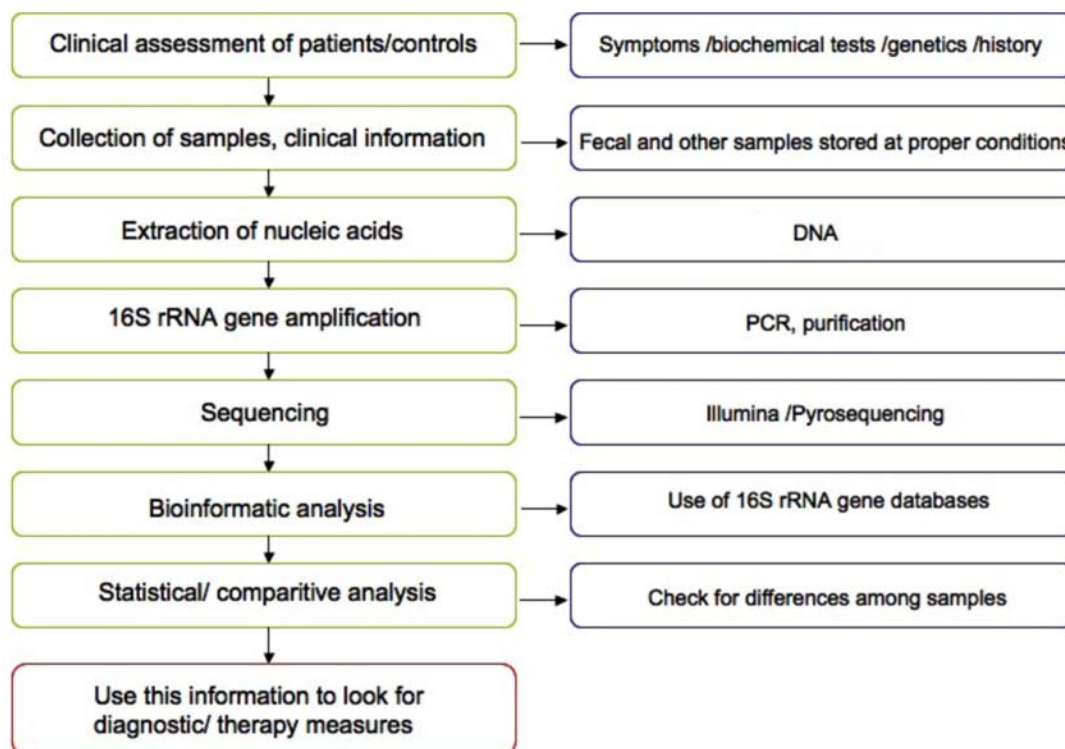 Clinical assessment of patients/controls
Symptoms /biochemical tests /genetics /history
Collection of samples, clinical information
Fecal and other samples stored at proper conditions
Extraction of nucleic acids
DNA
16S rRNA gene amplification
PCR, purification
Sequencing
Illumina /Pyrosequencing
Bioinformatic analysis
Use of 16S rRNA gene databases
Statistical/ comparitive analysis
Check for differences among samples
Use this information to look for
diagnostic/ therapy measures